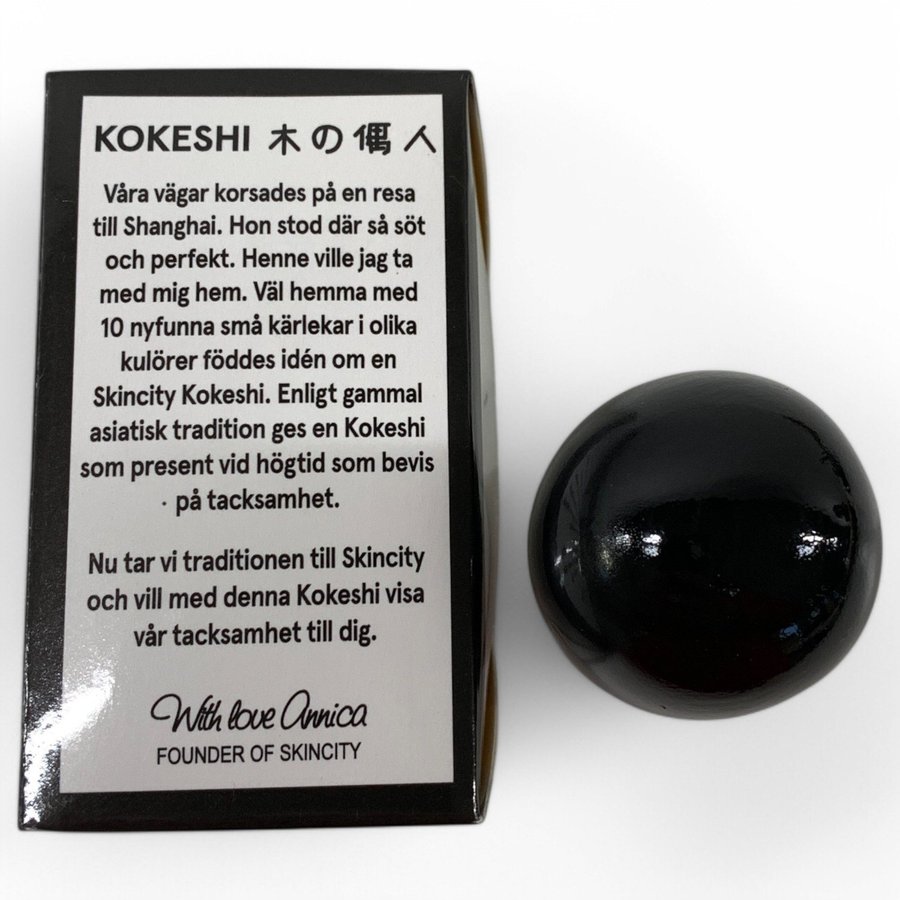 KOKESHI 木の偶人
Våra vägar korsades på en resa
till Shanghai. Hon stod där så söt
och perfekt. Henne ville jag ta
med mig hem. Väl hemma med
10 nyfunna små kärlekar i olika
kulörer föddes idén om en
Skincity Kokeshi. Enligt gammal
asiatisk tradition ges en Kokeshi
som present vid högtid som bevis
på tacksamhet.
Nu tar vi traditionen till Skincity
och vill med denna Kokeshi visa
vår tacksamhet till dig.
With love Annica
FOUNDER OF SKINCITY